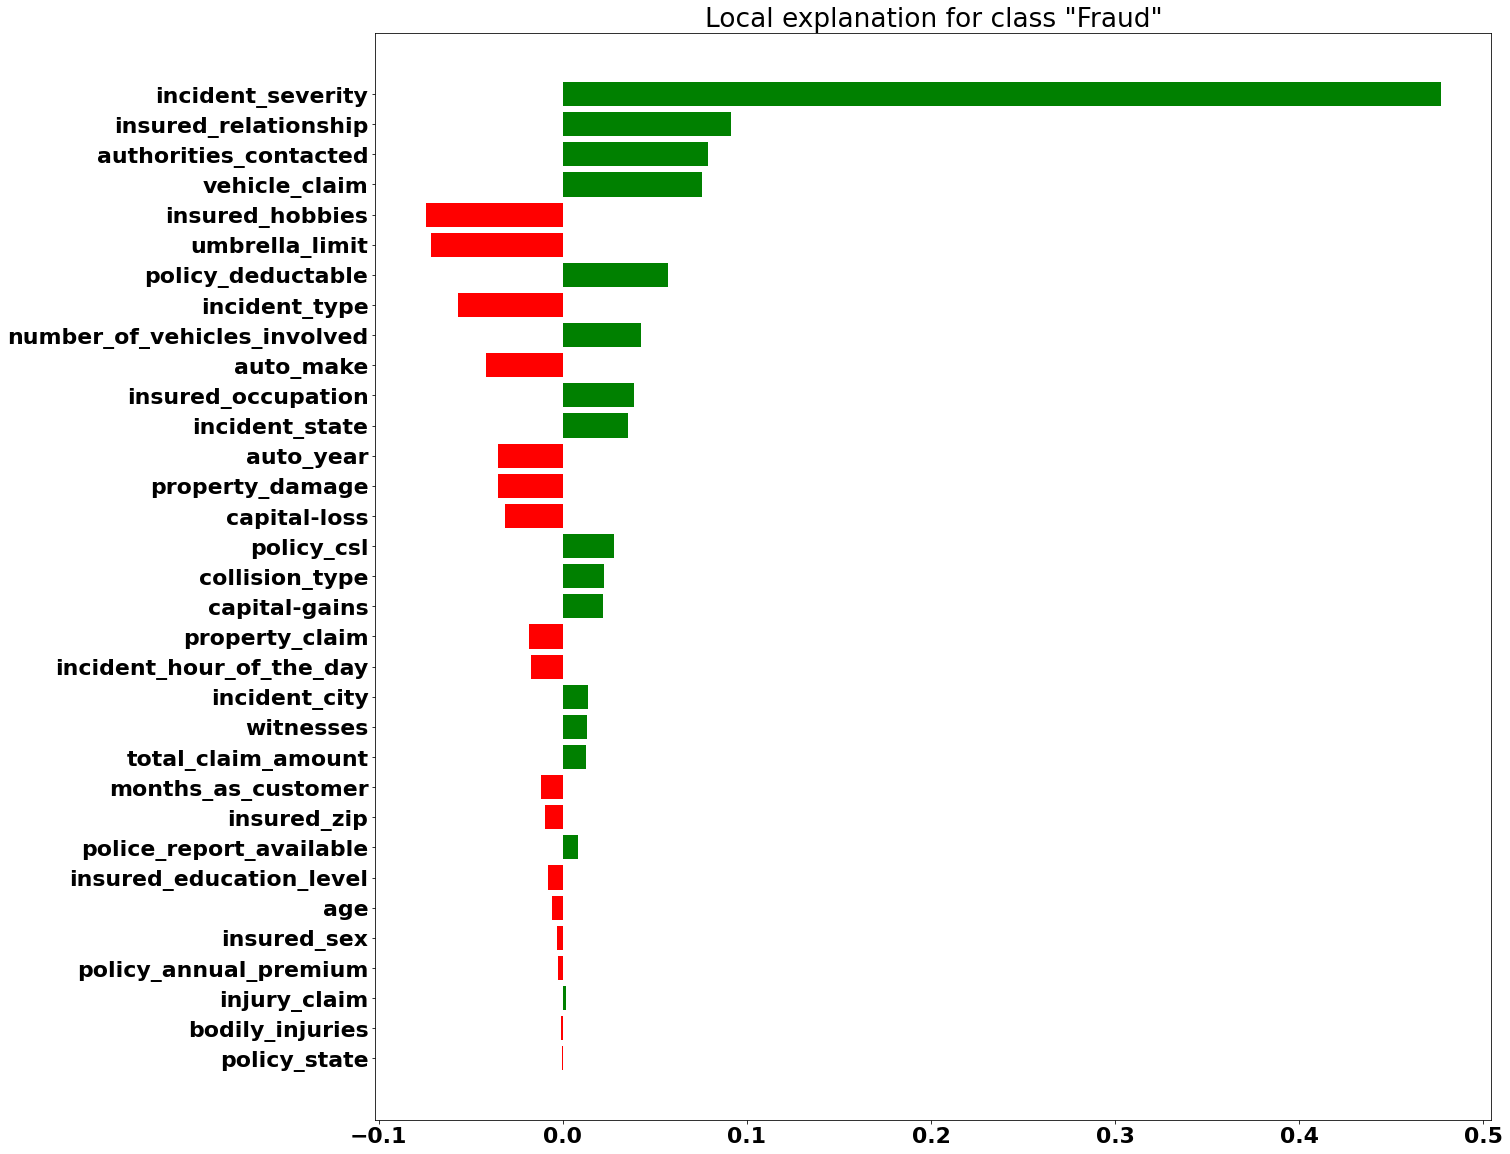 Local explanation for class "Fraud"
incident_severity
insured_relationship
authorities_contacted
vehicle_claim
insured_hobbies
umbrella_limit
policy_deductable
incident_type
number_of_vehicles_involved
auto_make
insured_occupation
incident_state
auto_year
property_damage
capital-loss
policy_csl
collision_type
capital-gains
property_claim
incident_hour_of_the_day
incident_city
witnesses
total_claim_amount
months_as_customer
insured_zip
police_report_available
insured_education_level
age
insured_sex
policy_annual_premium
injury_claim
bodily_injuries
policy_state
−0.1 0.0 0.1 0.2 0.3 0.4 0.5